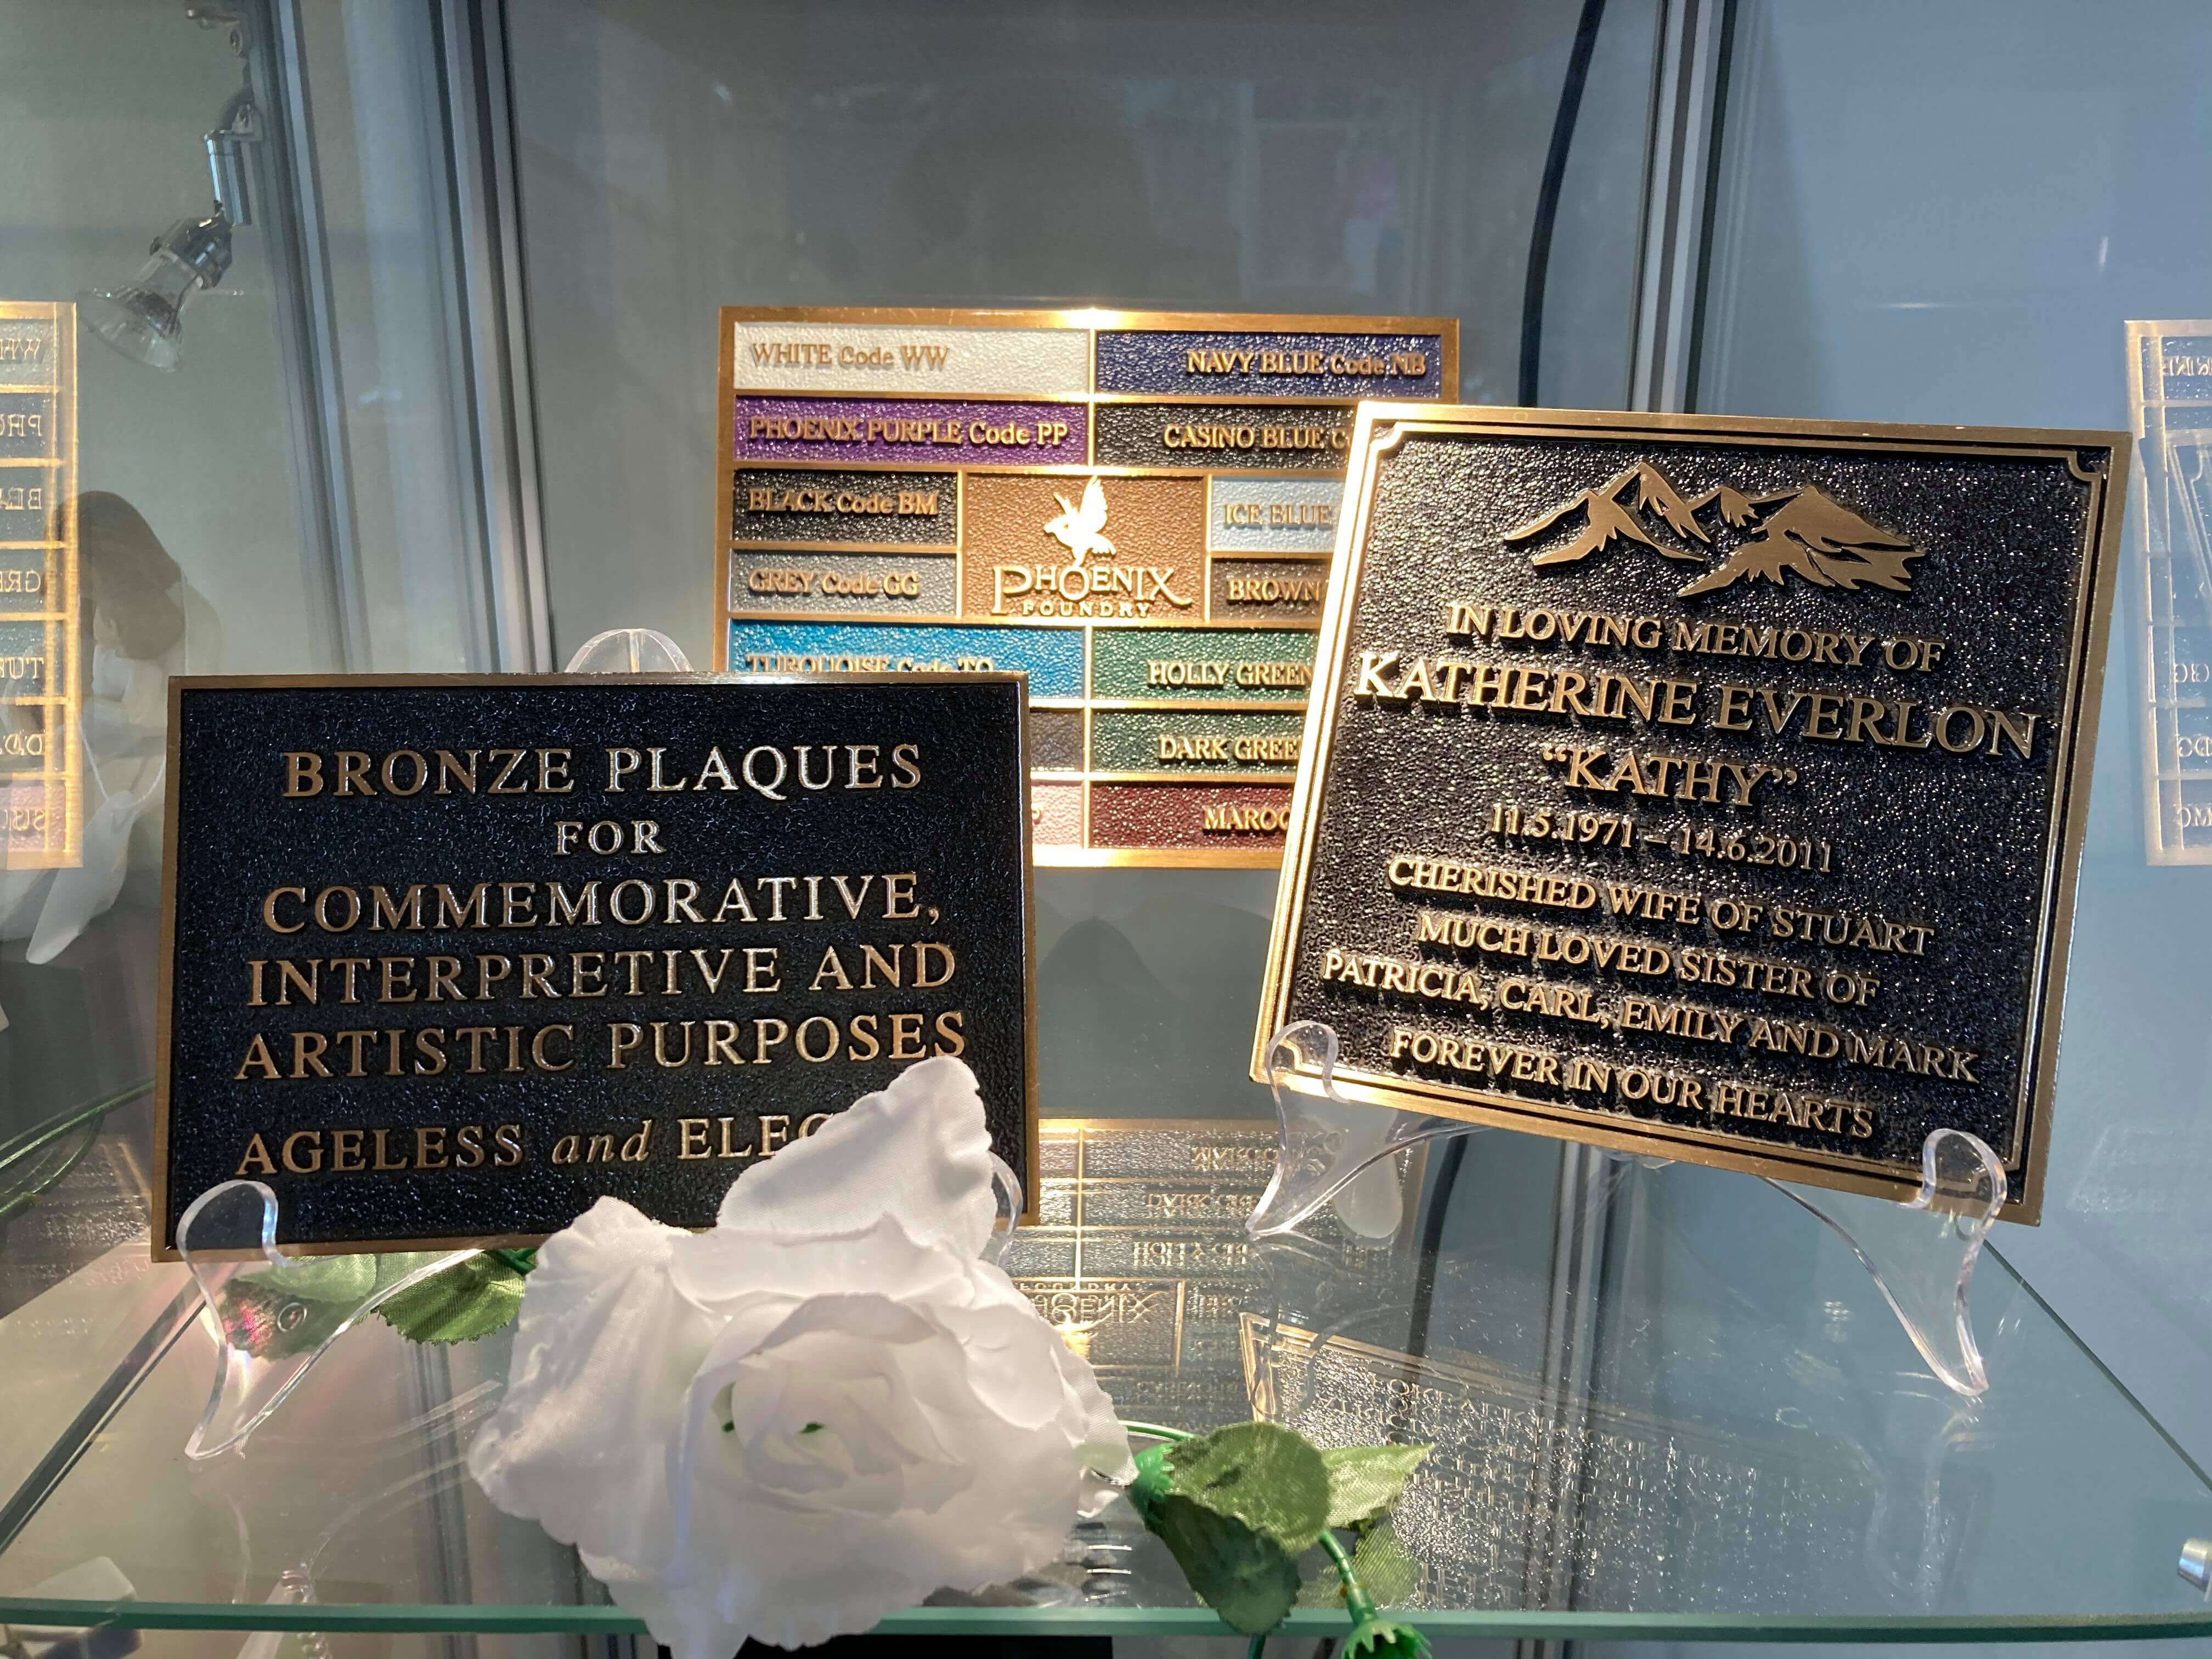 WHITE Code WW
NAVY BLUE Code NB
PHOENIX PURPLE Code PP
CASINO BLUE
BLACK Code BM
ICE BLUE
PHOENIX
FOUNDRY
GREY Code GG
BROWN
TURQUOISE Code TQ
HOLLY GREEN
DARK GREEN
BRONZE PLAQUES
FOR
COMMEMORATIVE,
INTERPRETIVE AND
ARTISTIC PURPOSES
AGELESS and
IN LOVING MEMORY OF
KATHERINE EVERLON
“KATHY”
11.5.1971 – 14.6.2011
CHERISHED WIFE OF STUART
MUCH LOVED SISTER OF
PATRICIA, CARL, EMILY AND MARK
FOREVER IN OUR HEARTS